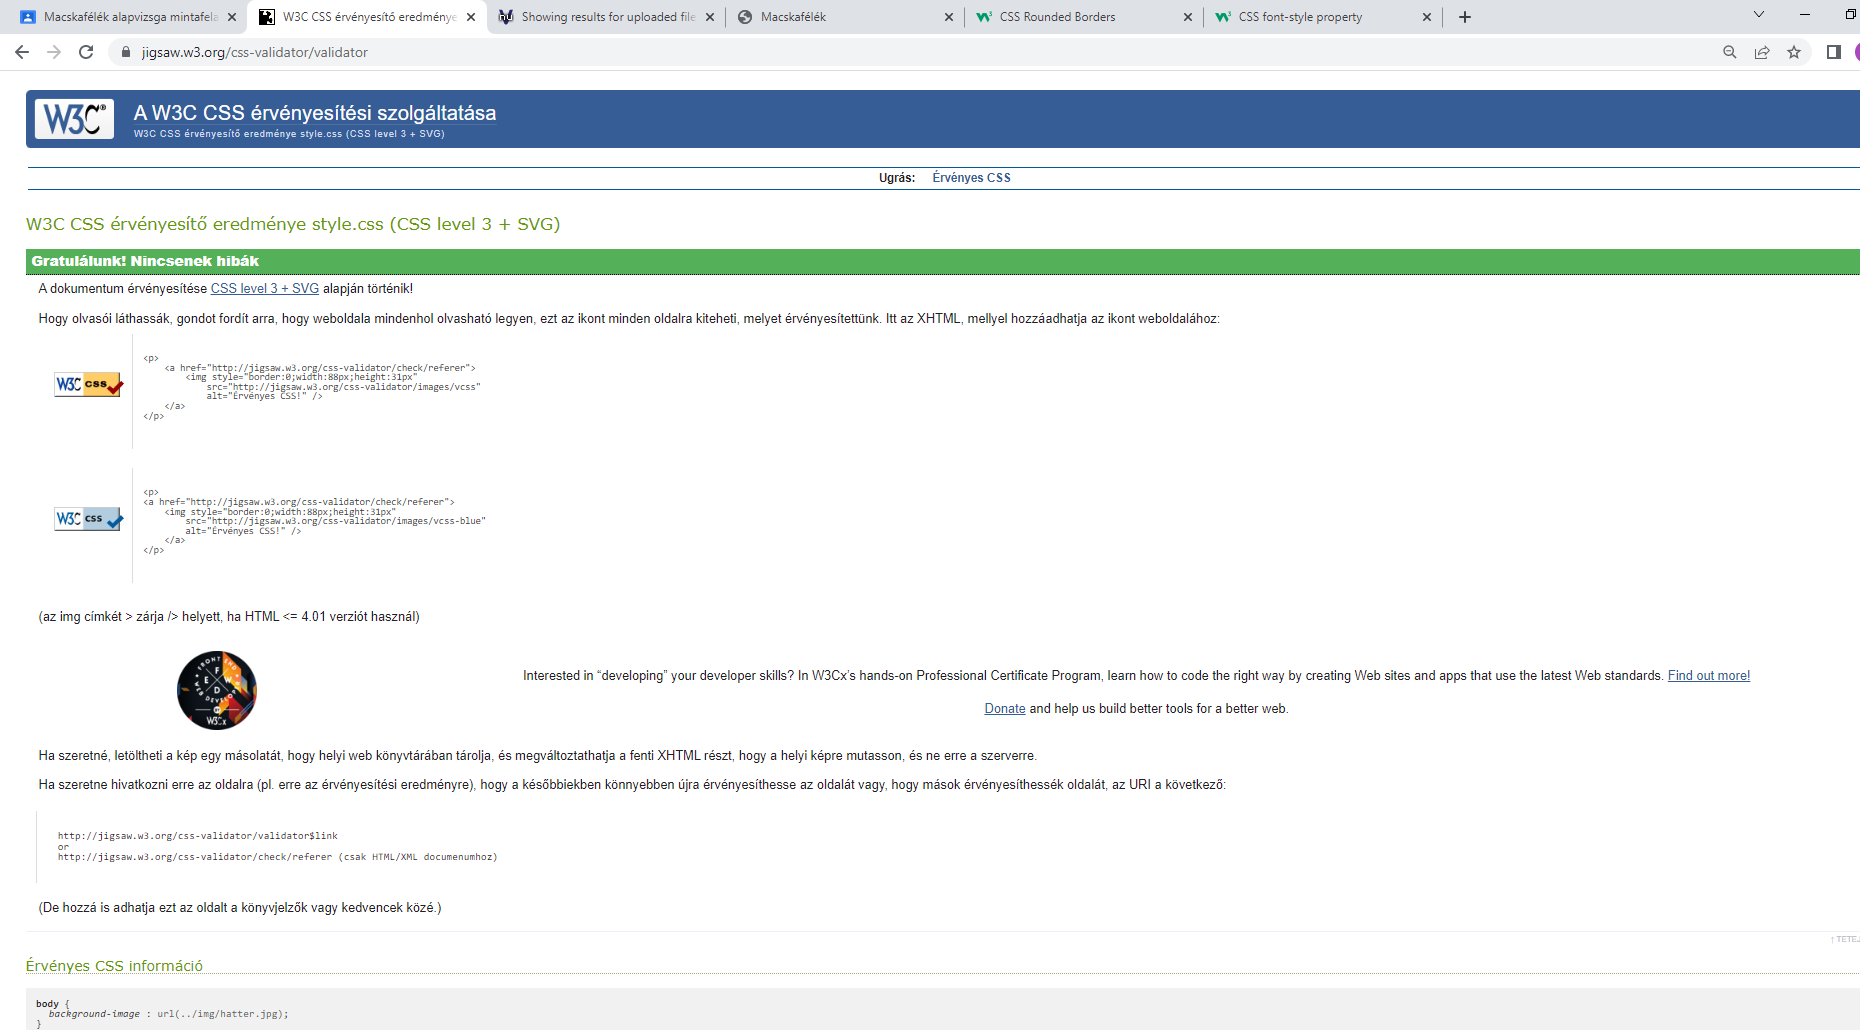 Macskafélék alapvizsga mintafela
W3C CSS érvényesítő eredménye
Showing results for uploaded file
Macskafélék
CSS Rounded Borders
CSS font-style property
jigsaw.w3.org/css-validator/validator
W3C®
A W3C CSS érvényesítési szolgáltatása
W3C CSS érvényesítő eredménye style.css (CSS level 3 + SVG)
Ugrás: Érvényes CSS
W3C CSS érvényesítő eredménye style.css (CSS level 3 + SVG)
Gratulálunk! Nincsenek hibák
A dokumentum érvényesítése CSS level 3 + SVG alapján történik!
Hogy olvasói láthassák, gondot fordít arra, hogy weboldala mindenhol olvasható legyen, ezt az ikont minden oldalra kiteheti, melyet érvényesítettünk. Itt az XHTML, mellyel hozzáadhatja az ikont weboldalához:
W3C css
<p>
<a href="http://jigsaw.w3.org/css-validator/check/referer">
<img style="border:0;width:88px;height:31px"
src="http://jigsaw.w3.org/css-validator/images/vcss"
alt="Érvényes CSS!" />
</a>
</p>
W3C css
<p>
<a href="http://jigsaw.w3.org/css-validator/check/referer">
<img style="border:0;width:88px;height:31px"
src="http://jigsaw.w3.org/css-validator/images/vcss-blue"
alt="Érvényes CSS!" />
</a>
</p>
(az img címkét > zárja /> helyett, ha HTML <= 4.01 verziót használ)
FRONT END
F E W D
WEB DEVELOPER
W3Cx
Interested in “developing” your developer skills? In W3Cx’s hands-on Professional Certificate Program, learn how to code the right way by creating Web sites and apps that use the latest Web standards. Find out more!
Donate and help us build better tools for a better web.
Ha szeretné, letöltheti a kép egy másolatát, hogy helyi web könyvtárában tárolja, és megváltoztathatja a fenti XHTML részt, hogy a helyi képre mutasson, és ne erre a szerverre.
Ha szeretne hivatkozni erre az oldalra (pl. erre az érvényesítési eredményre), hogy a későbbiekben könnyebben újra érvényesíthesse az oldalát vagy, hogy mások érvényesíthessék oldalát, az URI a következő:
http://jigsaw.w3.org/css-validator/validator$link
or
http://jigsaw.w3.org/css-validator/check/referer (csak HTML/XML documenumhoz)
(De hozzá is adhatja ezt az oldalt a könyvjelzők vagy kedvencek közé.)
↑ TETEJ
Érvényes CSS információ
body {
background-image : url(../img/hatter.jpg);
}